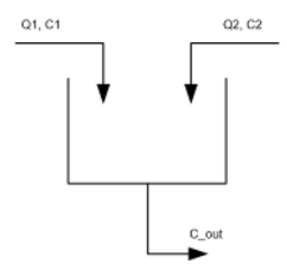 Q1, C1
Q2, C2
C_out